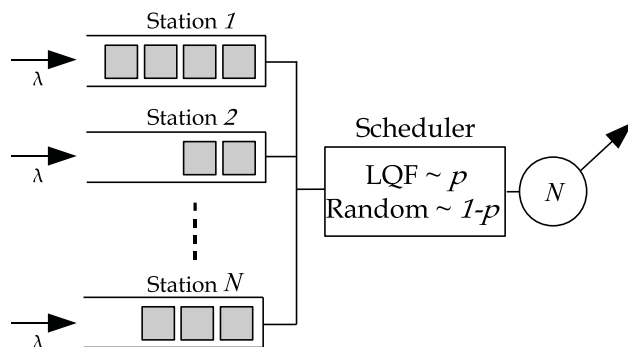 Station 1
λ
Station 2
λ
Scheduler
LQF ~ p
Random ~ 1-p
N
Station N
λ